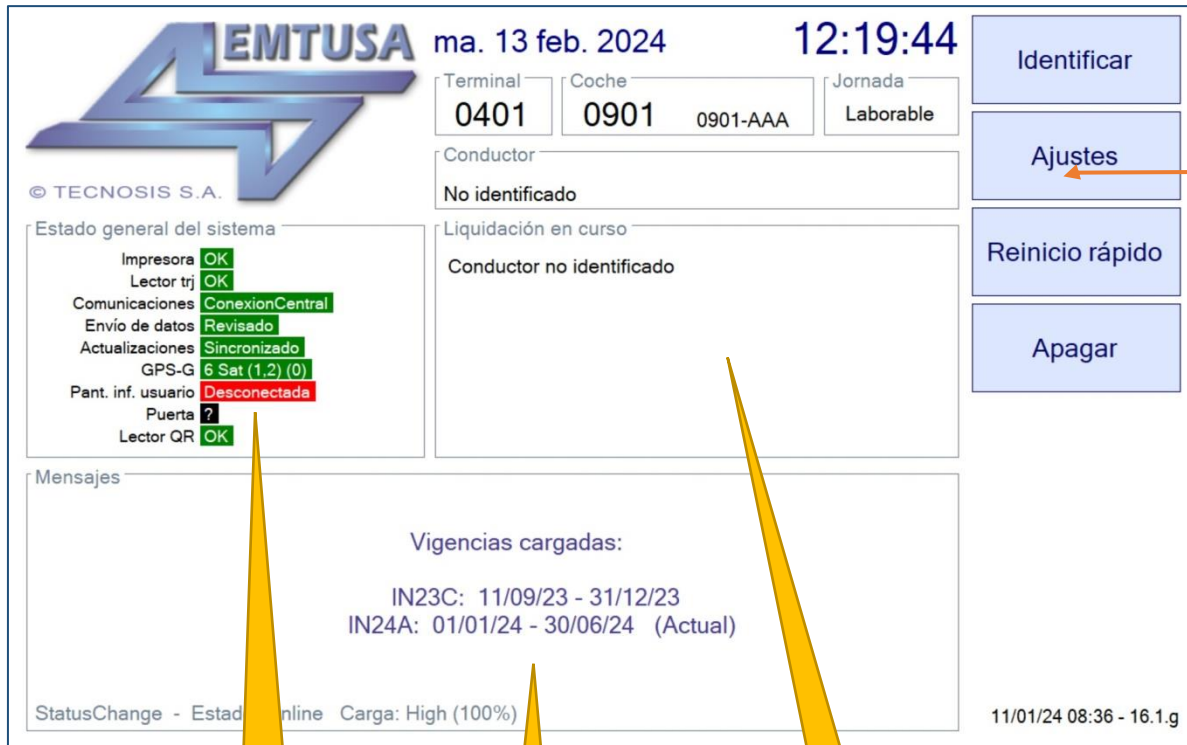 EMTUSA
© TECNOSIS S.A.
ma. 13 feb. 2024 12:19:44
Terminal Coche Jornada
0401 0901 0901-AAA Laborable
Conductor
No identificado
Estado general del sistema
Impresora OK
Lector trj OK
Comunicaciones ConexionCentral
Envío de datos Revisado
Actualizaciones Sincronizado
GPS-G 6 Sat (1,2) (0)
Pant. inf. usuario Desconectada
Puerta ?
Lector QR OK
Liquidación en curso
Conductor no identificado
Mensajes
Vigencias cargadas:
IN23C: 11/09/23 - 31/12/23
IN24A: 01/01/24 - 30/06/24 (Actual)
StatusChange - Carga: High (100%)
Identificar
Ajustes
Reinicio rápido
Apagar
11/01/24 08:36 - 16.1.g